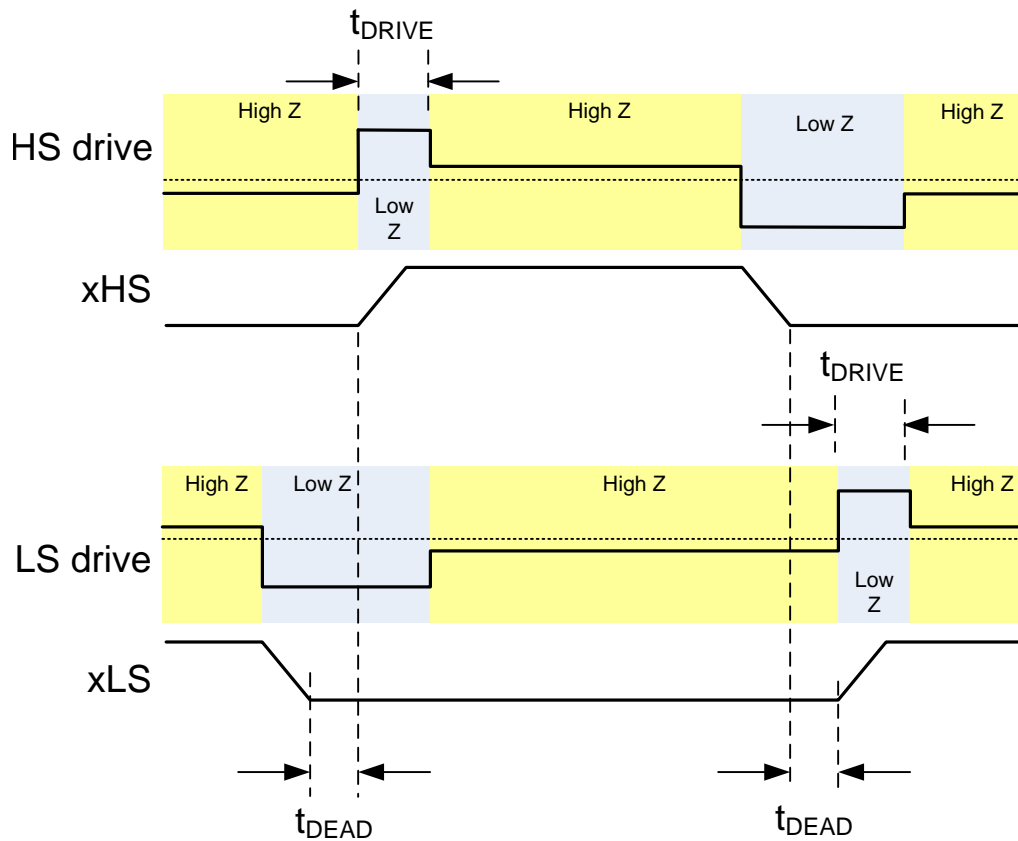 tDRIVE
High Z
High Z
Low Z
High Z
HS drive
Low
Z
xHS
tDRIVE
High Z
Low Z
High Z
High Z
LS drive
Low
Z
xLS
tDEAD
tDEAD